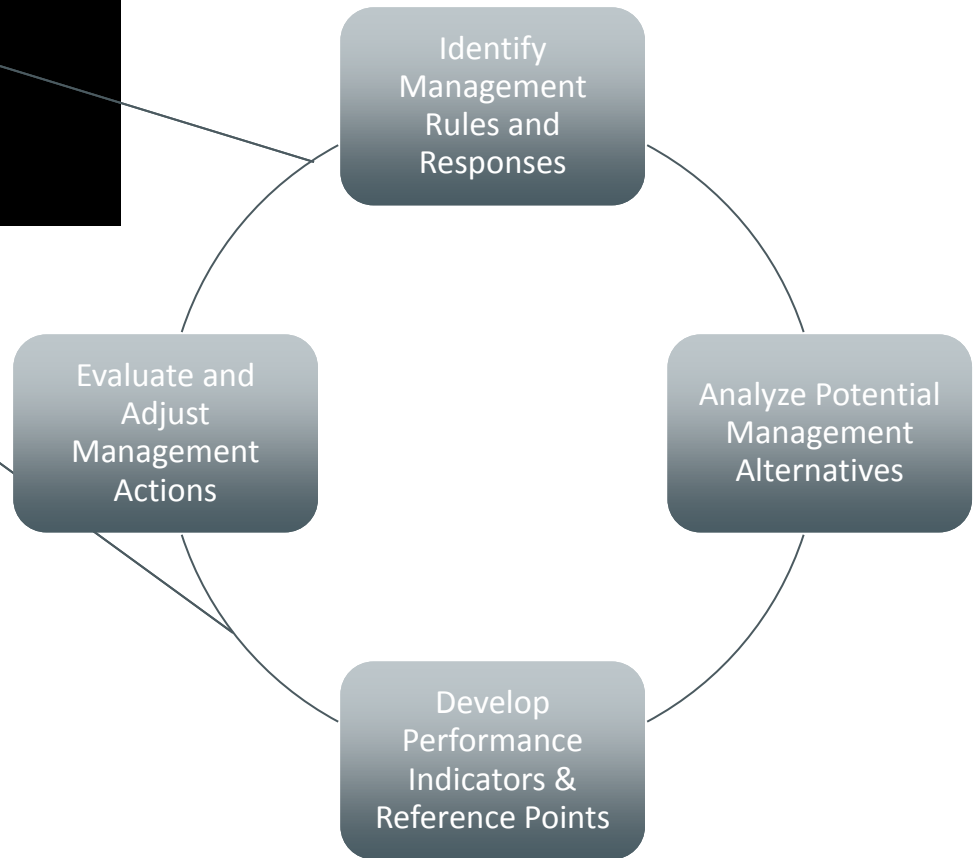 Identify
Management
Rules and
Responses
Evaluate and
Adjust
Management
Actions
Analyze Potential
Management
Alternatives
Develop
Performance
Indicators &
Reference Points